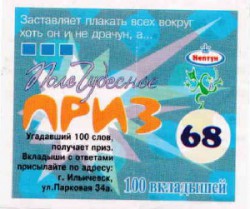 Заставляет плакать всех вокруг
хоть он и не драчун, а...
Нептун
Поле Чудесное
ПРИЗ
68
Угадавший 100 слов,
получает приз.
Вкладыши с ответами
присылайте по адресу:
г. Ильичевск,
ул.Парковая 34а.
100 вкладышей